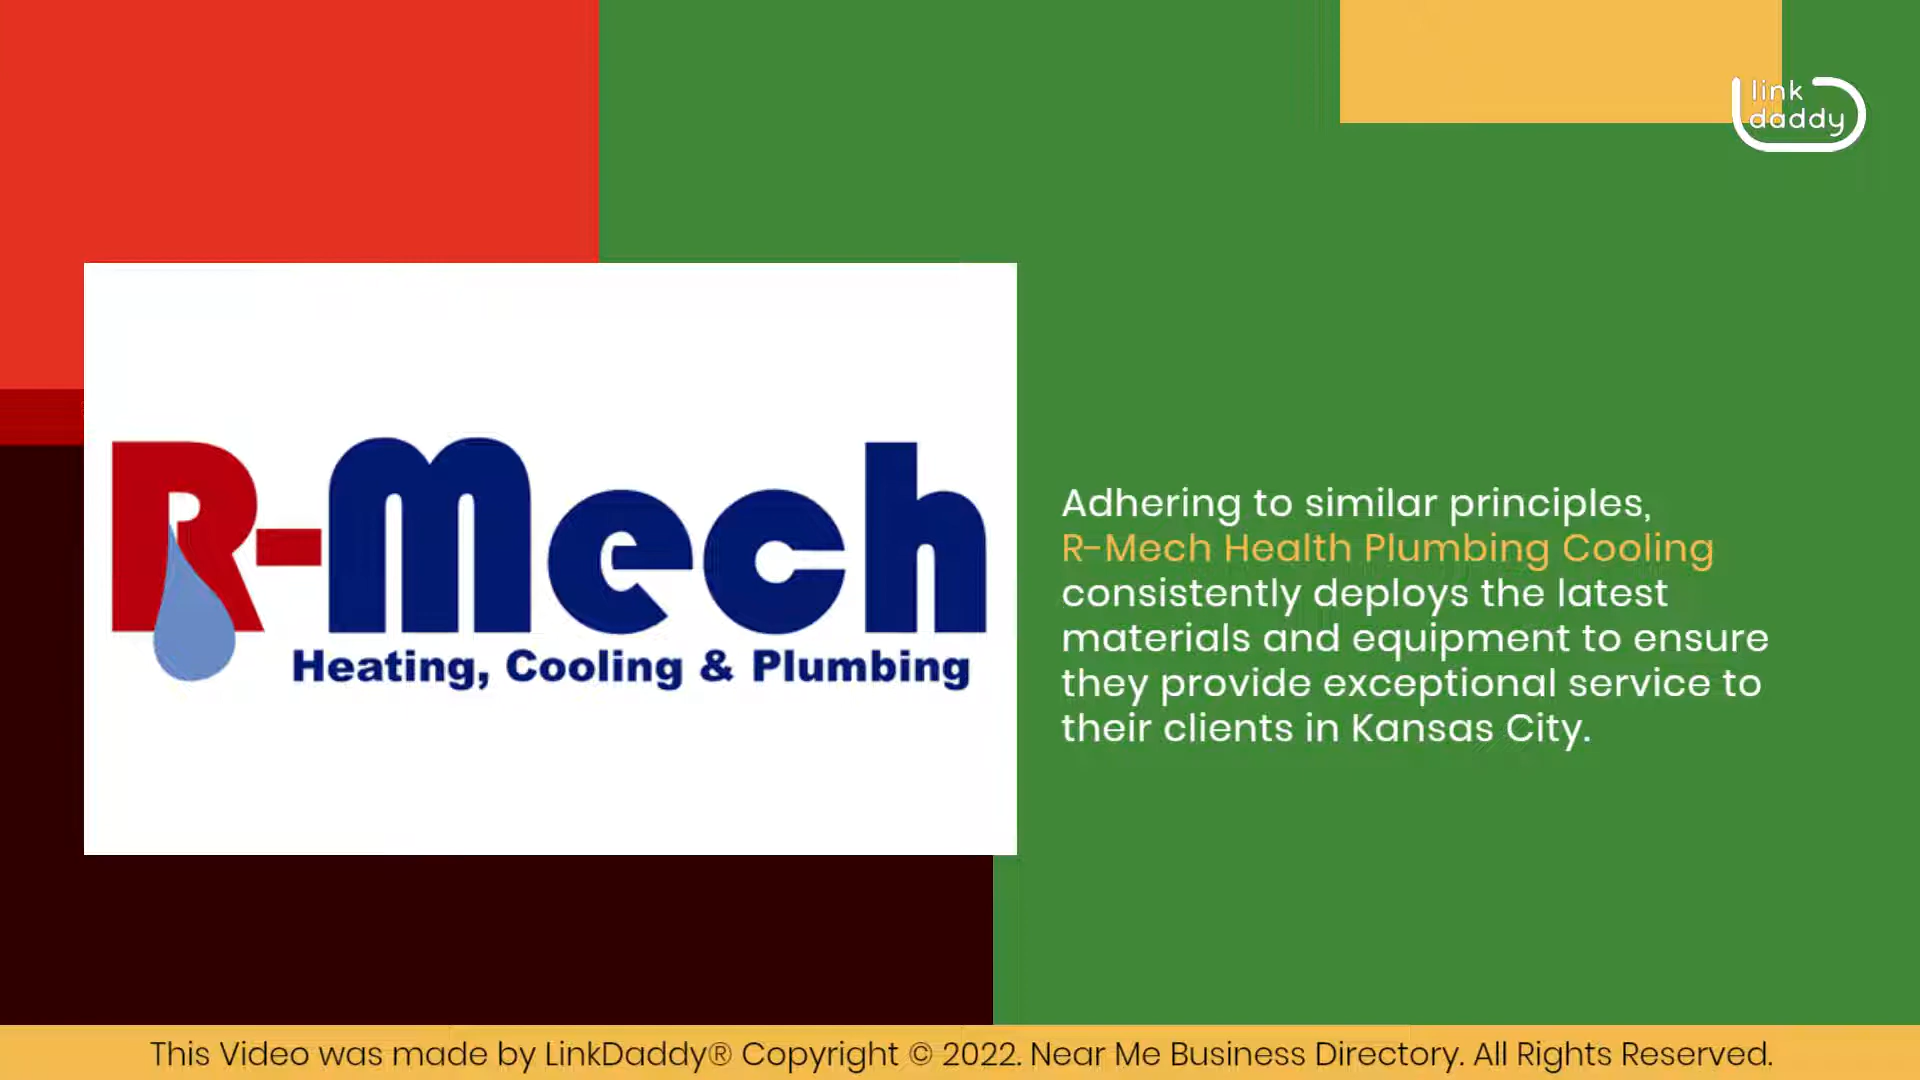 link
daddy
R-Mech
Heating, Cooling & Plumbing
Adhering to similar principles,
R-Mech Health Plumbing Cooling
consistently deploys the latest
materials and equipment to ensure
they provide exceptional service to
their clients in Kansas City.
This Video was made by LinkDaddy® Copyright © 2022. Near Me Business Directory. All Rights Reserved.